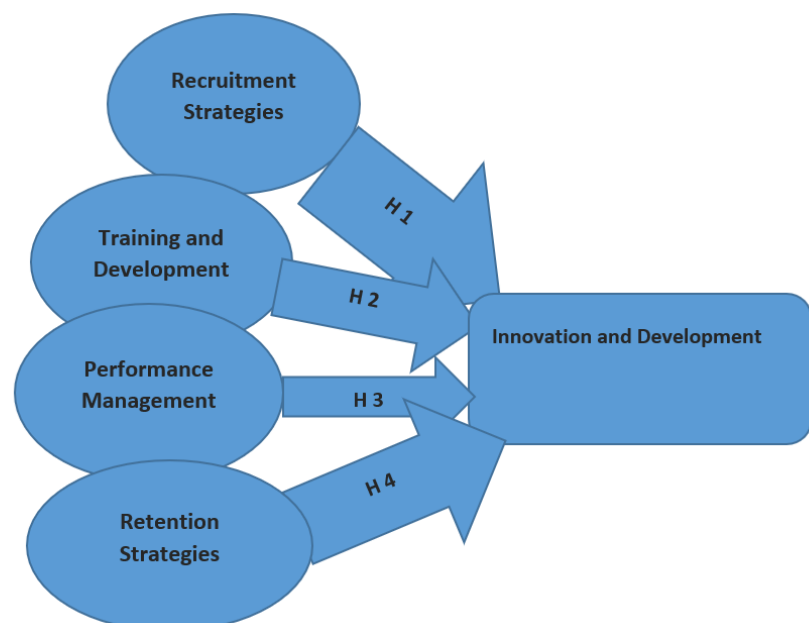 Recruitment
Strategies
H 1
Training and
Development
H 2
Innovation and Development
Performance
Management
H 3
H 4
Retention
Strategies